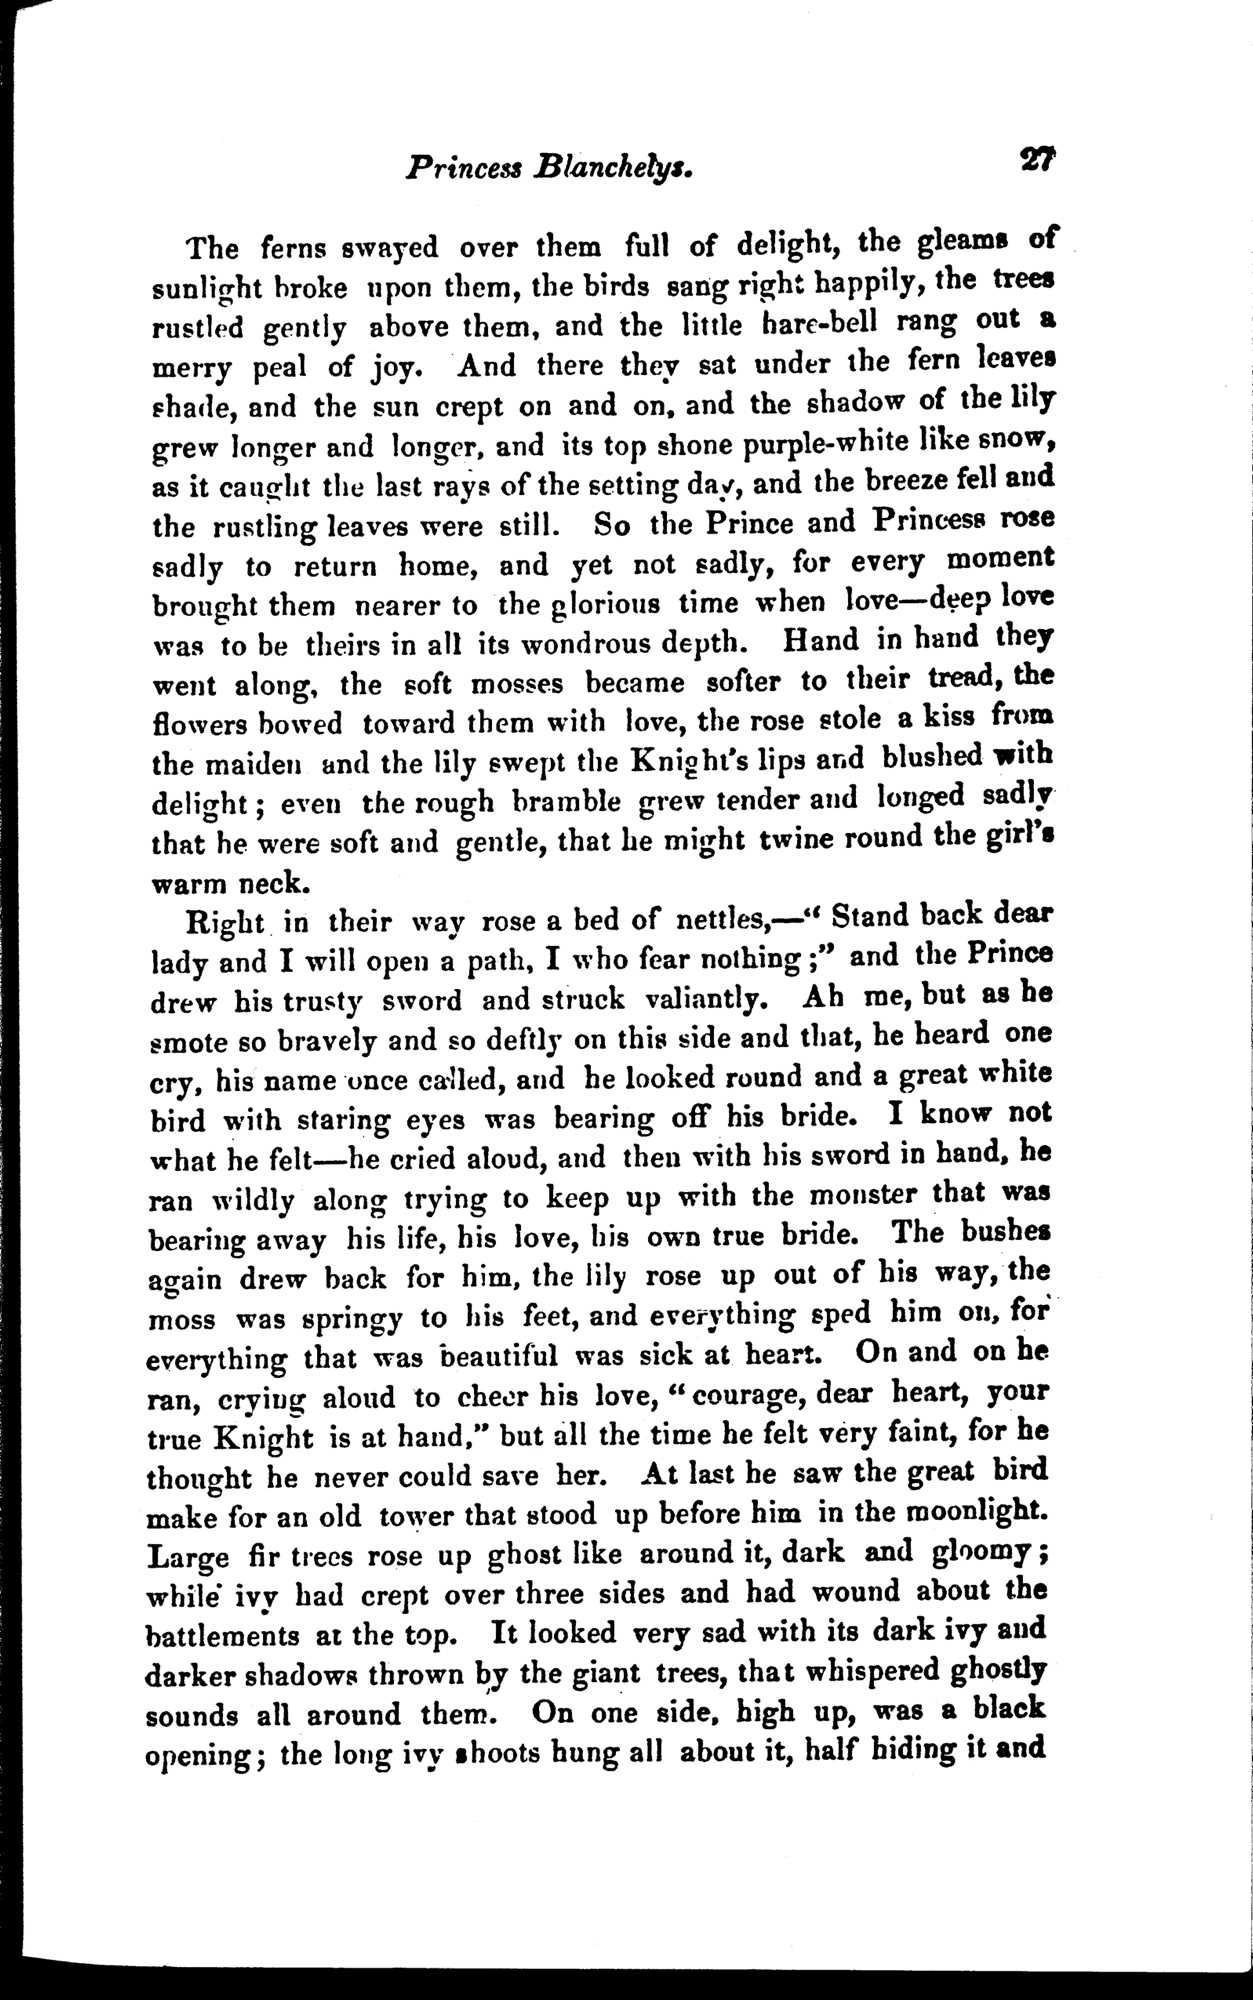 Princess Blanchelys. 27
The ferns swayed over them full of delight, the gleams of
sunlight broke upon them, the birds sang right happily, the trees
rustled gently above them, and the little hare-bell rang out a
merry peal of joy. And there they sat under the fern leaves
shade, and the sun crept on and on, and the shadow of the lily
grew longer and longer, and its top shone purple-white like snow,
as it caught the last rays of the setting day, and the breeze fell and
the rustling leaves were still. So the Prince and Princess rose
sadly to return home, and yet not sadly, for every moment
brought them nearer to the glorious time when love—deep love
was to be theirs in all its wondrous depth. Hand in hand they
went along, the soft mosses became softer to their tread, the
flowers bowed toward them with love, the rose stole a kiss from
the maiden and the lily swept the Knight's lips and blushed with
delight; even the rough bramble grew tender and longed sadly
that he were soft and gentle, that he might twine round the girl's
warm neck.
Right in their way rose a bed of nettles,—“ Stand back dear
lady and I will open a path, I who fear nothing;” and the Prince
drew his trusty sword and struck valiantly. Ah me, but as he
smote so bravely and so deftly on this side and that, he heard one
cry, his name once called, and he looked round and a great white
bird with staring eyes was bearing off his bride. I know not
what he felt—he cried aloud, and then with his sword in hand, he
ran wildly along trying to keep up with the monster that was
bearing away his life, his love, his own true bride. The bushes
again drew back for him, the lily rose up out of his way, the
moss was springy to his feet, and everything sped him on, for
everything that was beautiful was sick at heart. On and on he
ran, crying aloud to cheer his love, “ courage, dear heart, your
true Knight is at hand,” but all the time he felt very faint, for he
thought he never could save her. At last he saw the great bird
make for an old tower that stood up before him in the moonlight.
Large fir trees rose up ghost like around it, dark and gloomy;
while ivy had crept over three sides and had wound about the
battlements at the top. It looked very sad with its dark ivy and
darker shadows thrown by the giant trees, that whispered ghostly
sounds all around them. On one side, high up, was a black
opening; the long ivy shoots hung all about it, half hiding it and